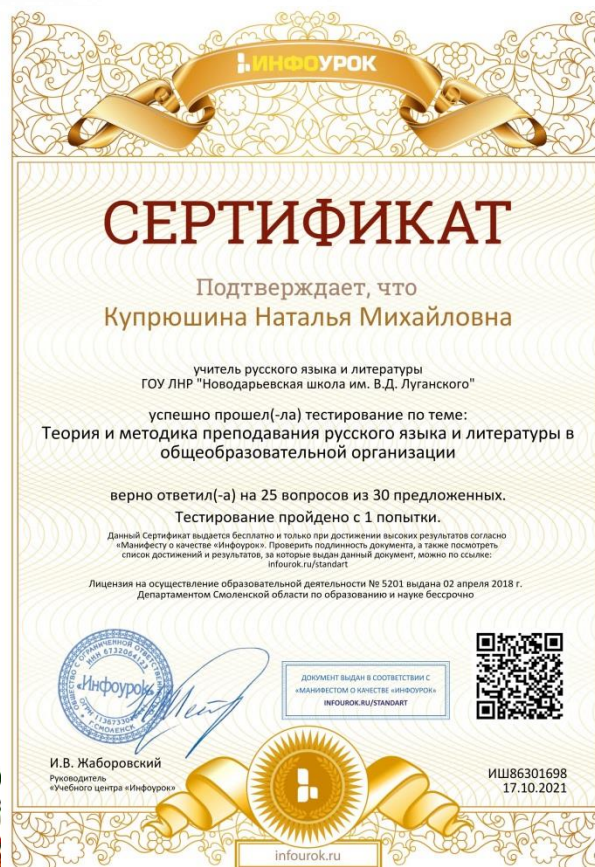 ИНФОУРОК
СЕРТИФИКАТ
Подтверждает, что
Купрюшина Наталья Михайловна
учитель русского языка и литературы
ГОУ ЛНР "Новодарьевская школа им. В.Д. Луганского"
успешно прошел(-ла) тестирование по теме:
Теория и методика преподавания русского языка и литературы в
общеобразовательной организации
верно ответил(-а) на 25 вопросов из 30 предложенных.
Тестирование пройдено с 1 попытки.
Данный Сертификат выдается бесплатно и только при достижении высоких результатов согласно
«Манифесту о качестве «Инфоурок». Проверить подлинность документа, а также посмотреть
список достижений и результатов, за которые выдан данный документ, можно по ссылке:
infourok.ru/standart
Лицензия на осуществление образовательной деятельности № 5201 выдана 02 апреля 2018 г.
Департаментом Смоленской области по образованию и науке бессрочно
ОБЩЕСТВО С ОГРАНИЧЕННОЙ ОТВЕТСТВЕННОСТЬЮ
ИНН 6732064123
«Инфоурок»
Г. СМОЛЕНСК
ДОКУМЕНТ ВЫДАН В СООТВЕТСТВИИ С
«МАНИФЕСТОМ О КАЧЕСТВЕ «ИНФОУРОК»
INFOUROK.RU/STANDART
И.В. Жаборовский
Руководитель
«Учебного центра «Инфоурок»
ИШ86301698
17.10.2021
infourok.ru